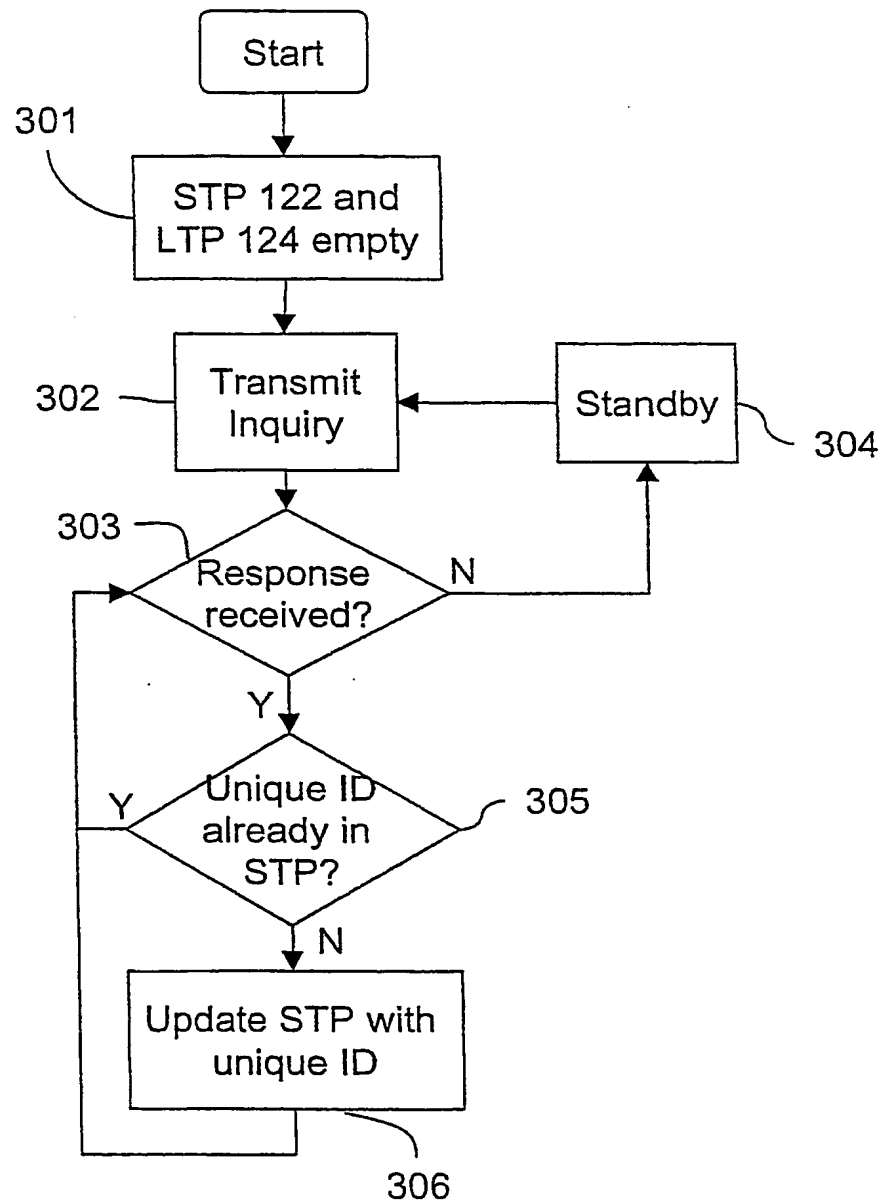 Start
301
STP 122 and
LTP 124 empty
302
Transmit
Inquiry
Standby
304
303
Response
received?
N
Y
Unique ID
already in
STP?
Y
305
N
Update STP with
unique ID
306